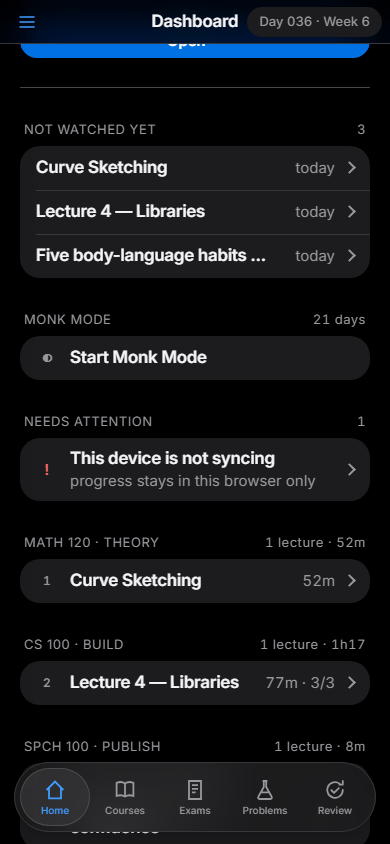 Dashboard
Day 036 · Week 6
Open
NOT WATCHED YET 3
Curve Sketching today
Lecture 4 — Libraries today
Five body-language habits ... today
MONK MODE 21 days
Start Monk Mode
NEEDS ATTENTION 1
! This device is not syncing
progress stays in this browser only
MATH 120 · THEORY 1 lecture · 52m
1 Curve Sketching 52m
CS 100 · BUILD 1 lecture · 1h17
2 Lecture 4 — Libraries 77m · 3/3
SPCH 100 · PUBLISH 1 lecture · 8m
Home Courses Exams Problems Review